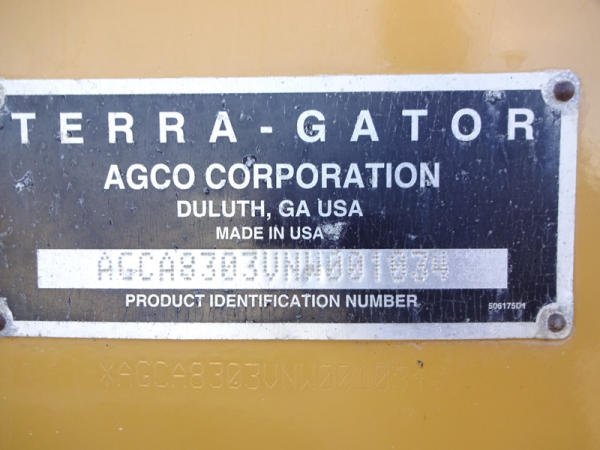 TERRA-GATOR
AGCO CORPORATION
DULUTH, GA USA
MADE IN USA
AGCA8303VNW001034
PRODUCT IDENTIFICATION NUMBER
506175D1